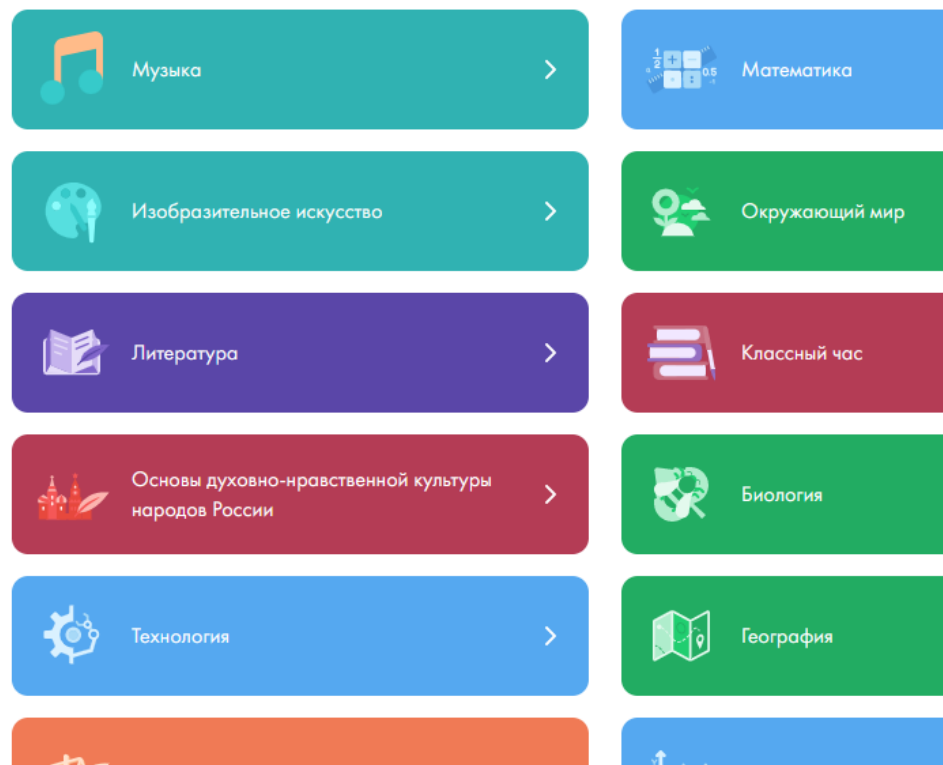 Музыка
Математика
Изобразительное искусство
Окружающий мир
Литература
Классный час
Основы духовно-нравственной культуры
народов России
Биология
Технология
География